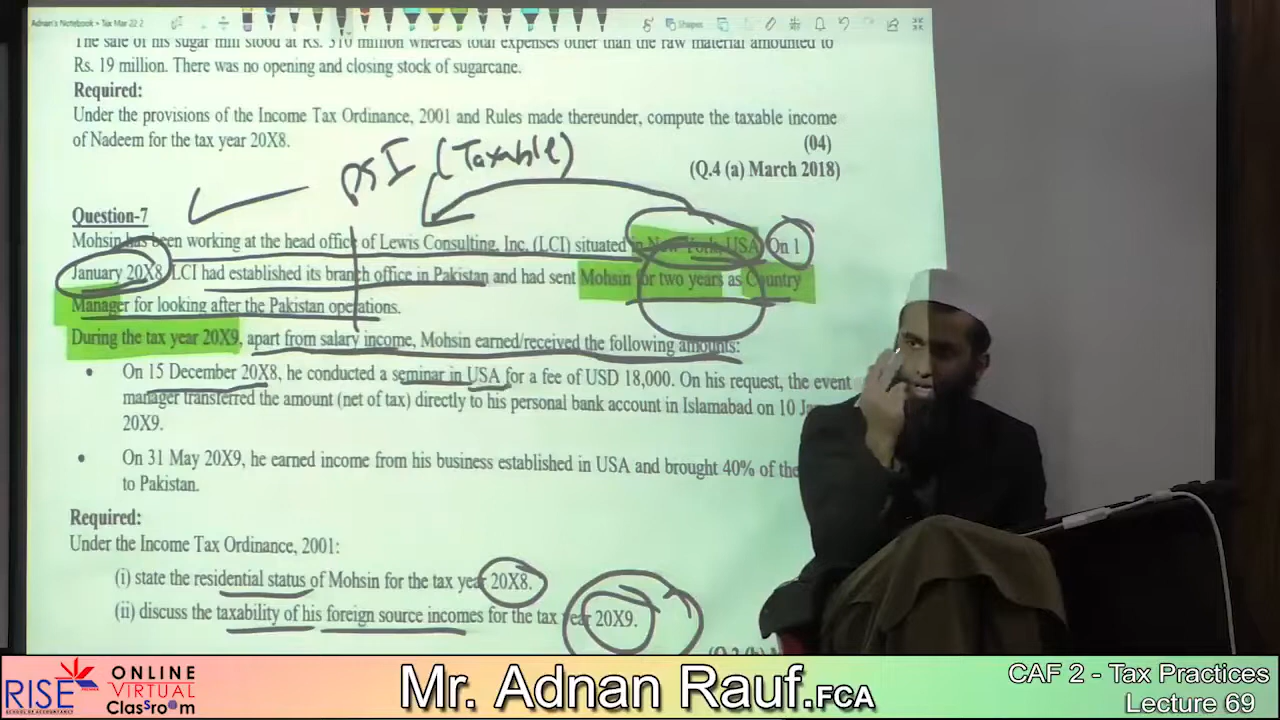 Adnan's Notebook » Tax Mar 22 2
Shapes
The sale of his sugar mill stood at Rs. 310 million whereas total expenses other than the raw material amounted to
Rs. 19 million. There was no opening and closing stock of sugarcane.
Required:
Under the provisions of the Income Tax Ordinance, 2001 and Rules made thereunder, compute the taxable income
of Nadeem for the tax year 20X8.
(04)
(Q.4 (a) March 2018)
PSI (Taxable)
Question-7
Mohsin has been working at the head office of Lewis Consulting, Inc. (LCI) situated in New York, USA. On 1
January 20X8 LCI had established its branch office in Pakistan and had sent Mohsin for two years as Country
Manager for looking after the Pakistan operations.
During the tax year 20X9, apart from salary income, Mohsin earned/received the following amounts:
• On 15 December 20X8, he conducted a seminar in USA for a fee of USD 18,000. On his request, the event
manager transferred the amount (net of tax) directly to his personal bank account in Islamabad on 10
20X9.
• On 31 May 20X9, he earned income from his business established in USA and brought 40% of the
to Pakistan.
Required:
Under the Income Tax Ordinance, 2001:
(i) state the residential status of Mohsin for the tax year 20X8.
(ii) discuss the taxability of his foreign source incomes for the tax year 20X9.
RISE
SCHOOL OF ACCOUNTANCY
ONLINE
VIRTUAL
Classroom
Mr. Adnan Rauf.FCA
CAF 2 - Tax Practices
Lecture 69